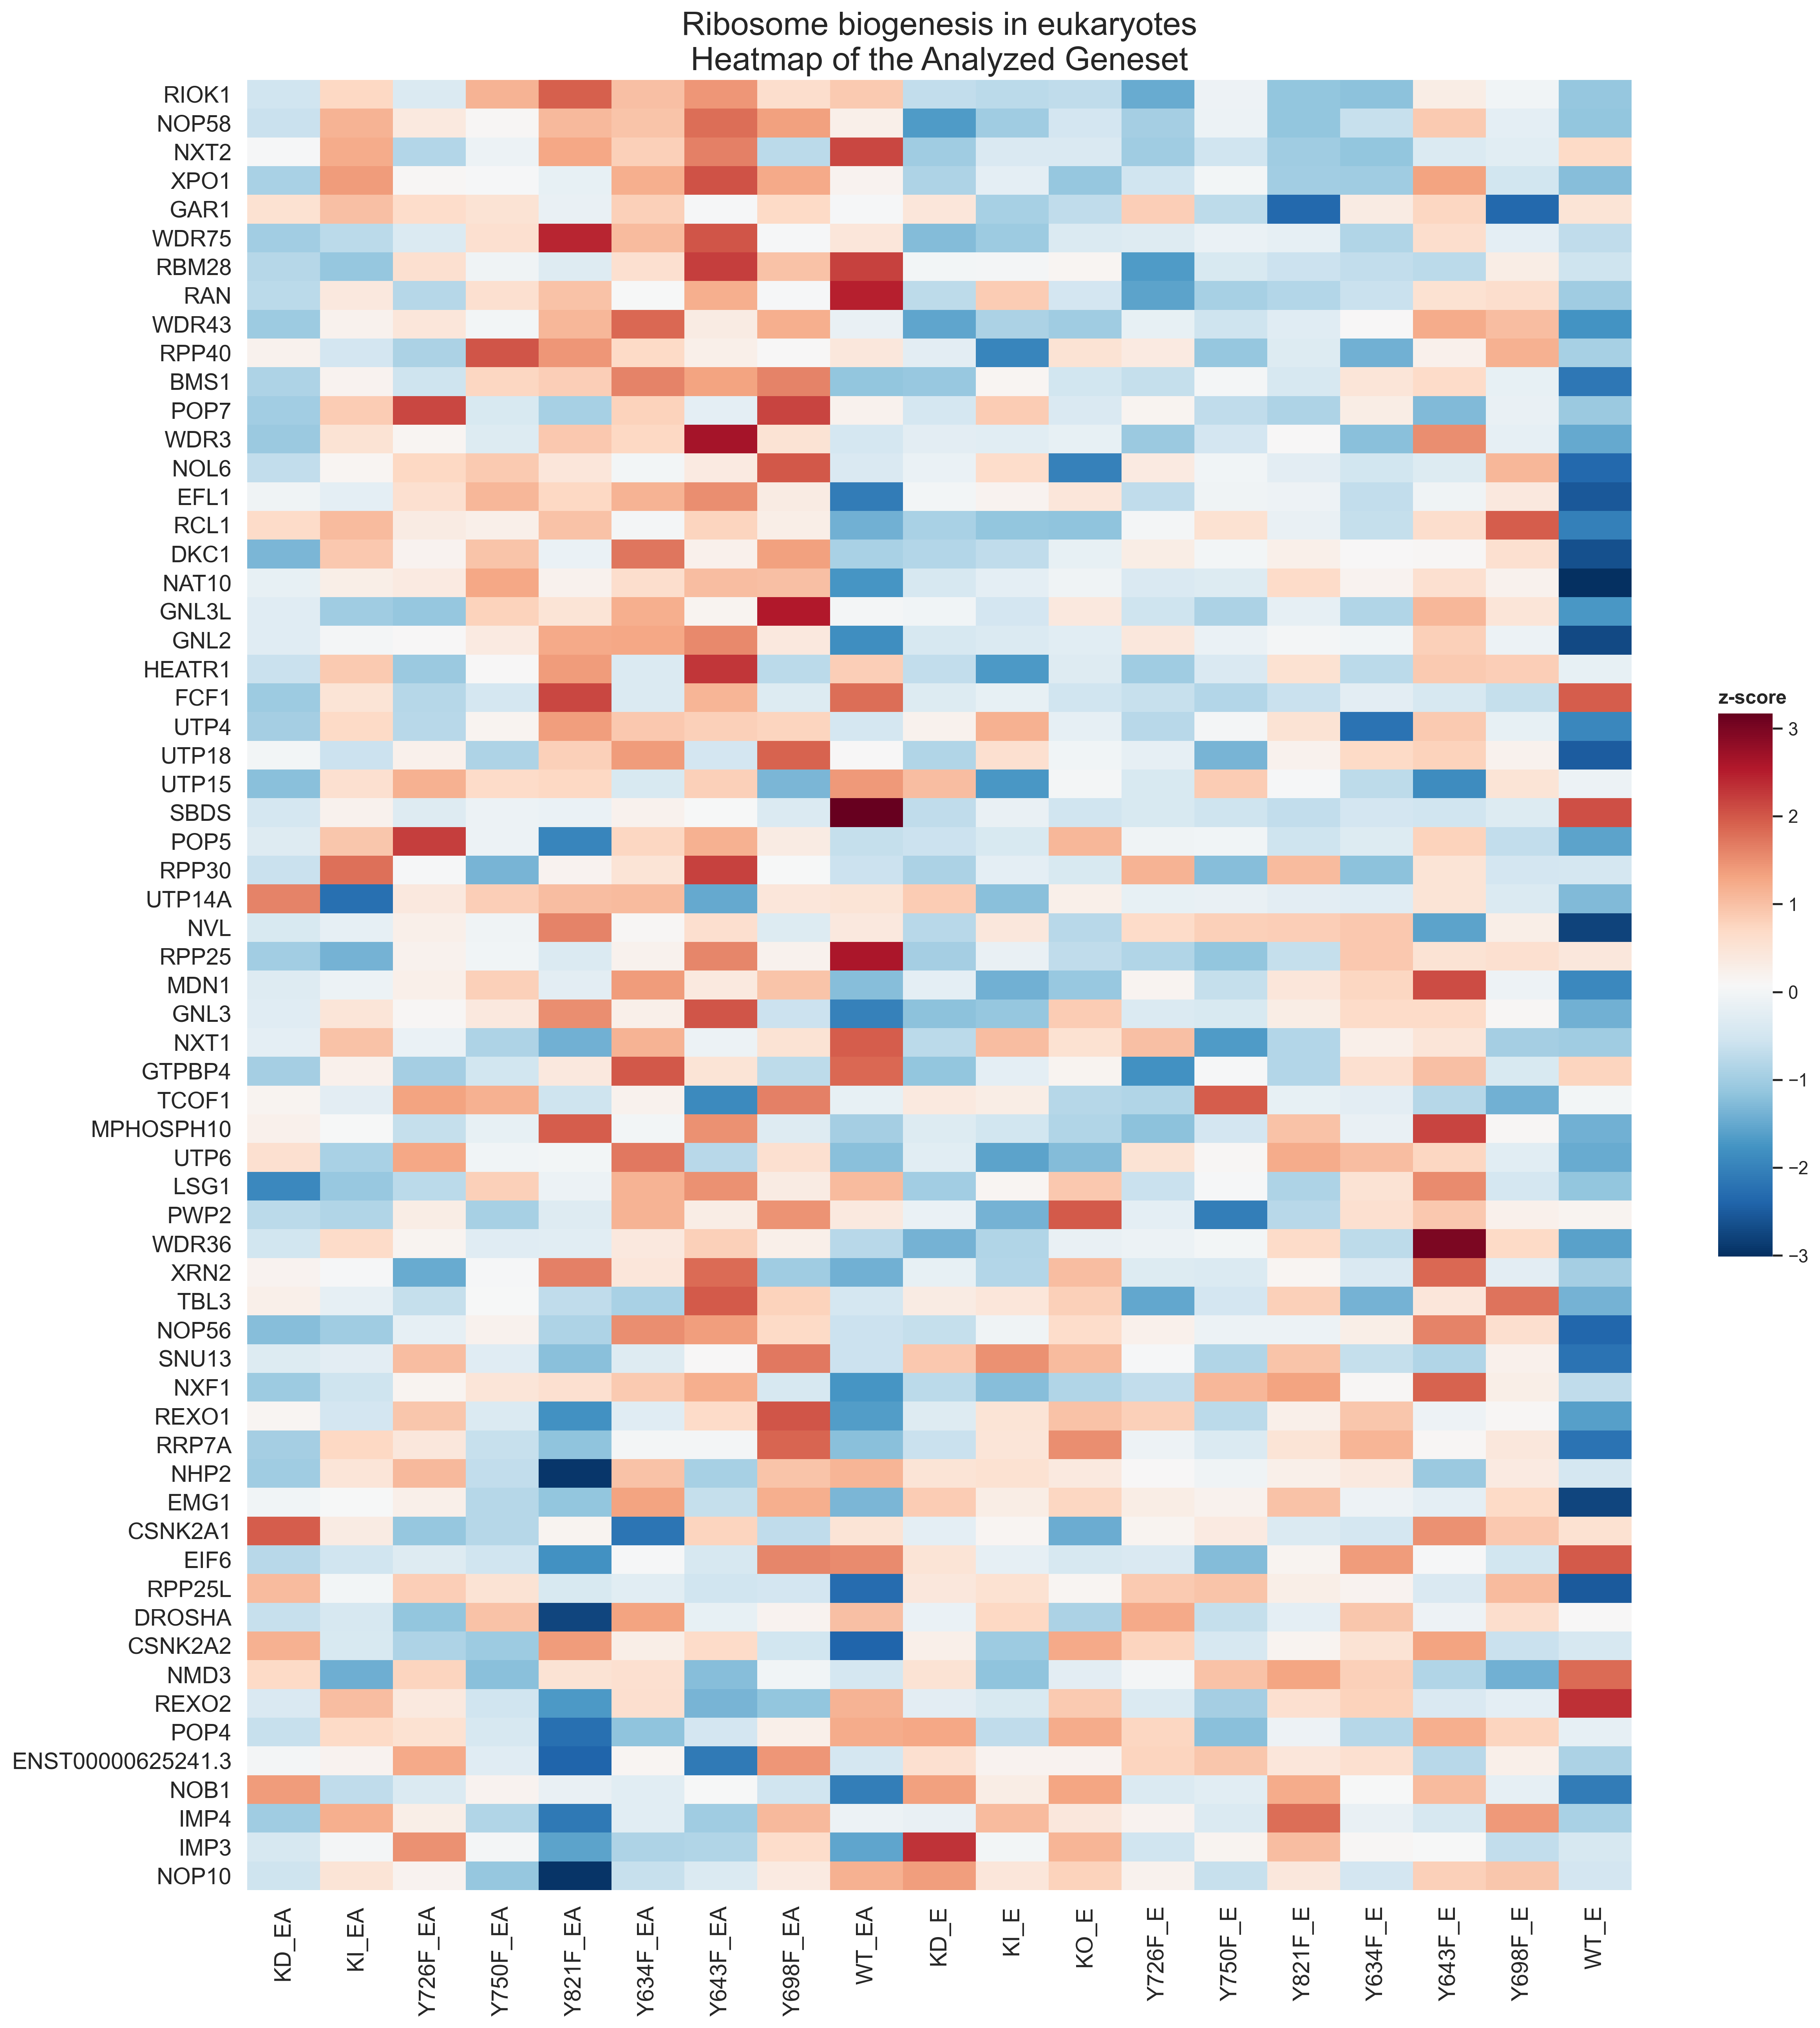 Ribosome biogenesis in eukaryotes
Heatmap of the Analyzed Geneset
RIOK1
NOP58
NXT2
XPO1
GAR1
WDR75
RBM28
RAN
WDR43
RPP40
BMS1
POP7
WDR3
NOL6
EFL1
RCL1
DKC1
NAT10
GNL3L
GNL2
HEATR1
FCF1
UTP4
UTP18
UTP15
SBDS
POP5
RPP30
UTP14A
NVL
RPP25
MDN1
GNL3
NXT1
GTPBP4
TCOF1
MPHOSPH10
UTP6
LSG1
PWP2
WDR36
XRN2
TBL3
NOP56
SNU13
NXF1
REXO1
RRP7A
NHP2
EMG1
CSNK2A1
EIF6
RPP25L
DROSHA
CSNK2A2
NMD3
REXO2
POP4
ENST00000625241.3
NOB1
IMP4
IMP3
NOP10
KD_EA
KI_EA
Y726F_EA
Y750F_EA
Y821F_EA
Y634F_EA
Y643F_EA
Y698F_EA
WT_EA
KD_E
KI_E
KO_E
Y726F_E
Y750F_E
Y821F_E
Y634F_E
Y643F_E
Y698F_E
WT_E
z-score
3
2
1
0
−1
−2
−3